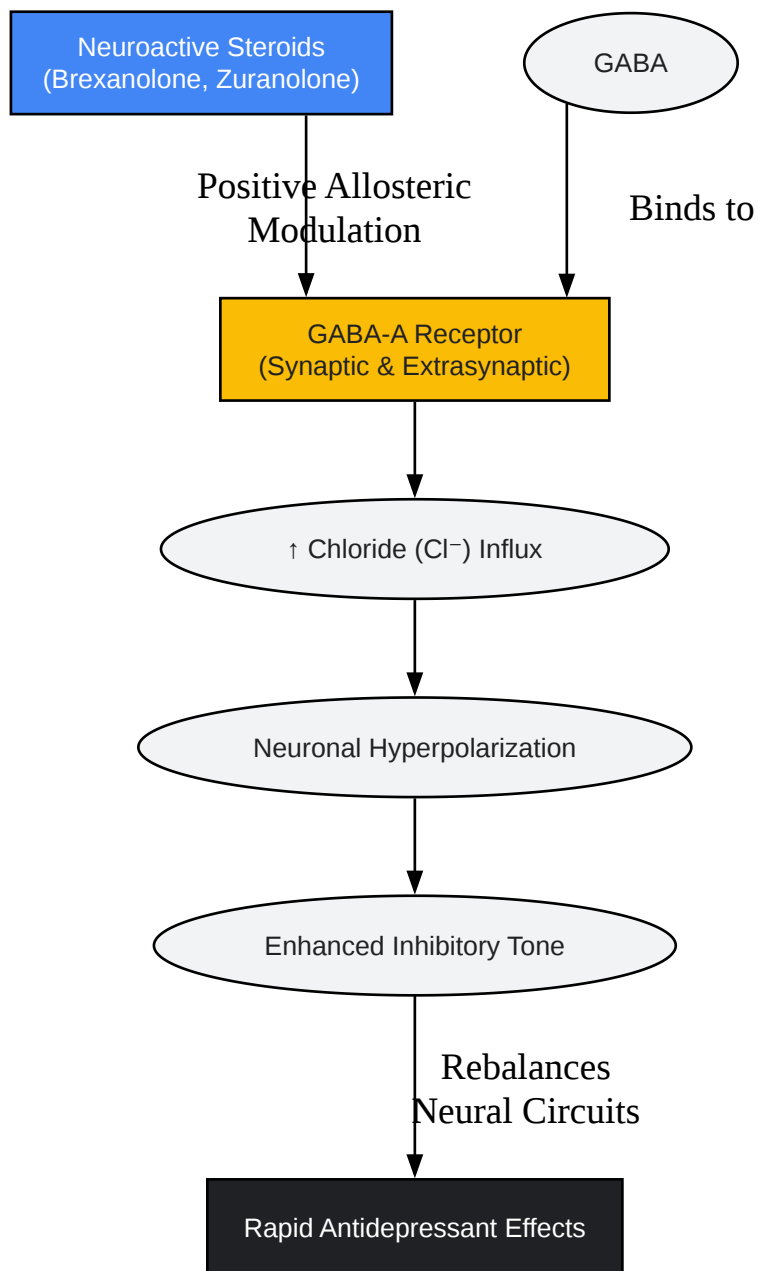 Neuroactive Steroids
(Brexanolone, Zuranolone)
GABA
Positive Allosteric
Modulation
Binds to
GABA-A Receptor
(Synaptic & Extrasynaptic)
↑ Chloride (Cl⁻) Influx
Neuronal Hyperpolarization
Enhanced Inhibitory Tone
Rebalances
Neural Circuits
Rapid Antidepressant Effects